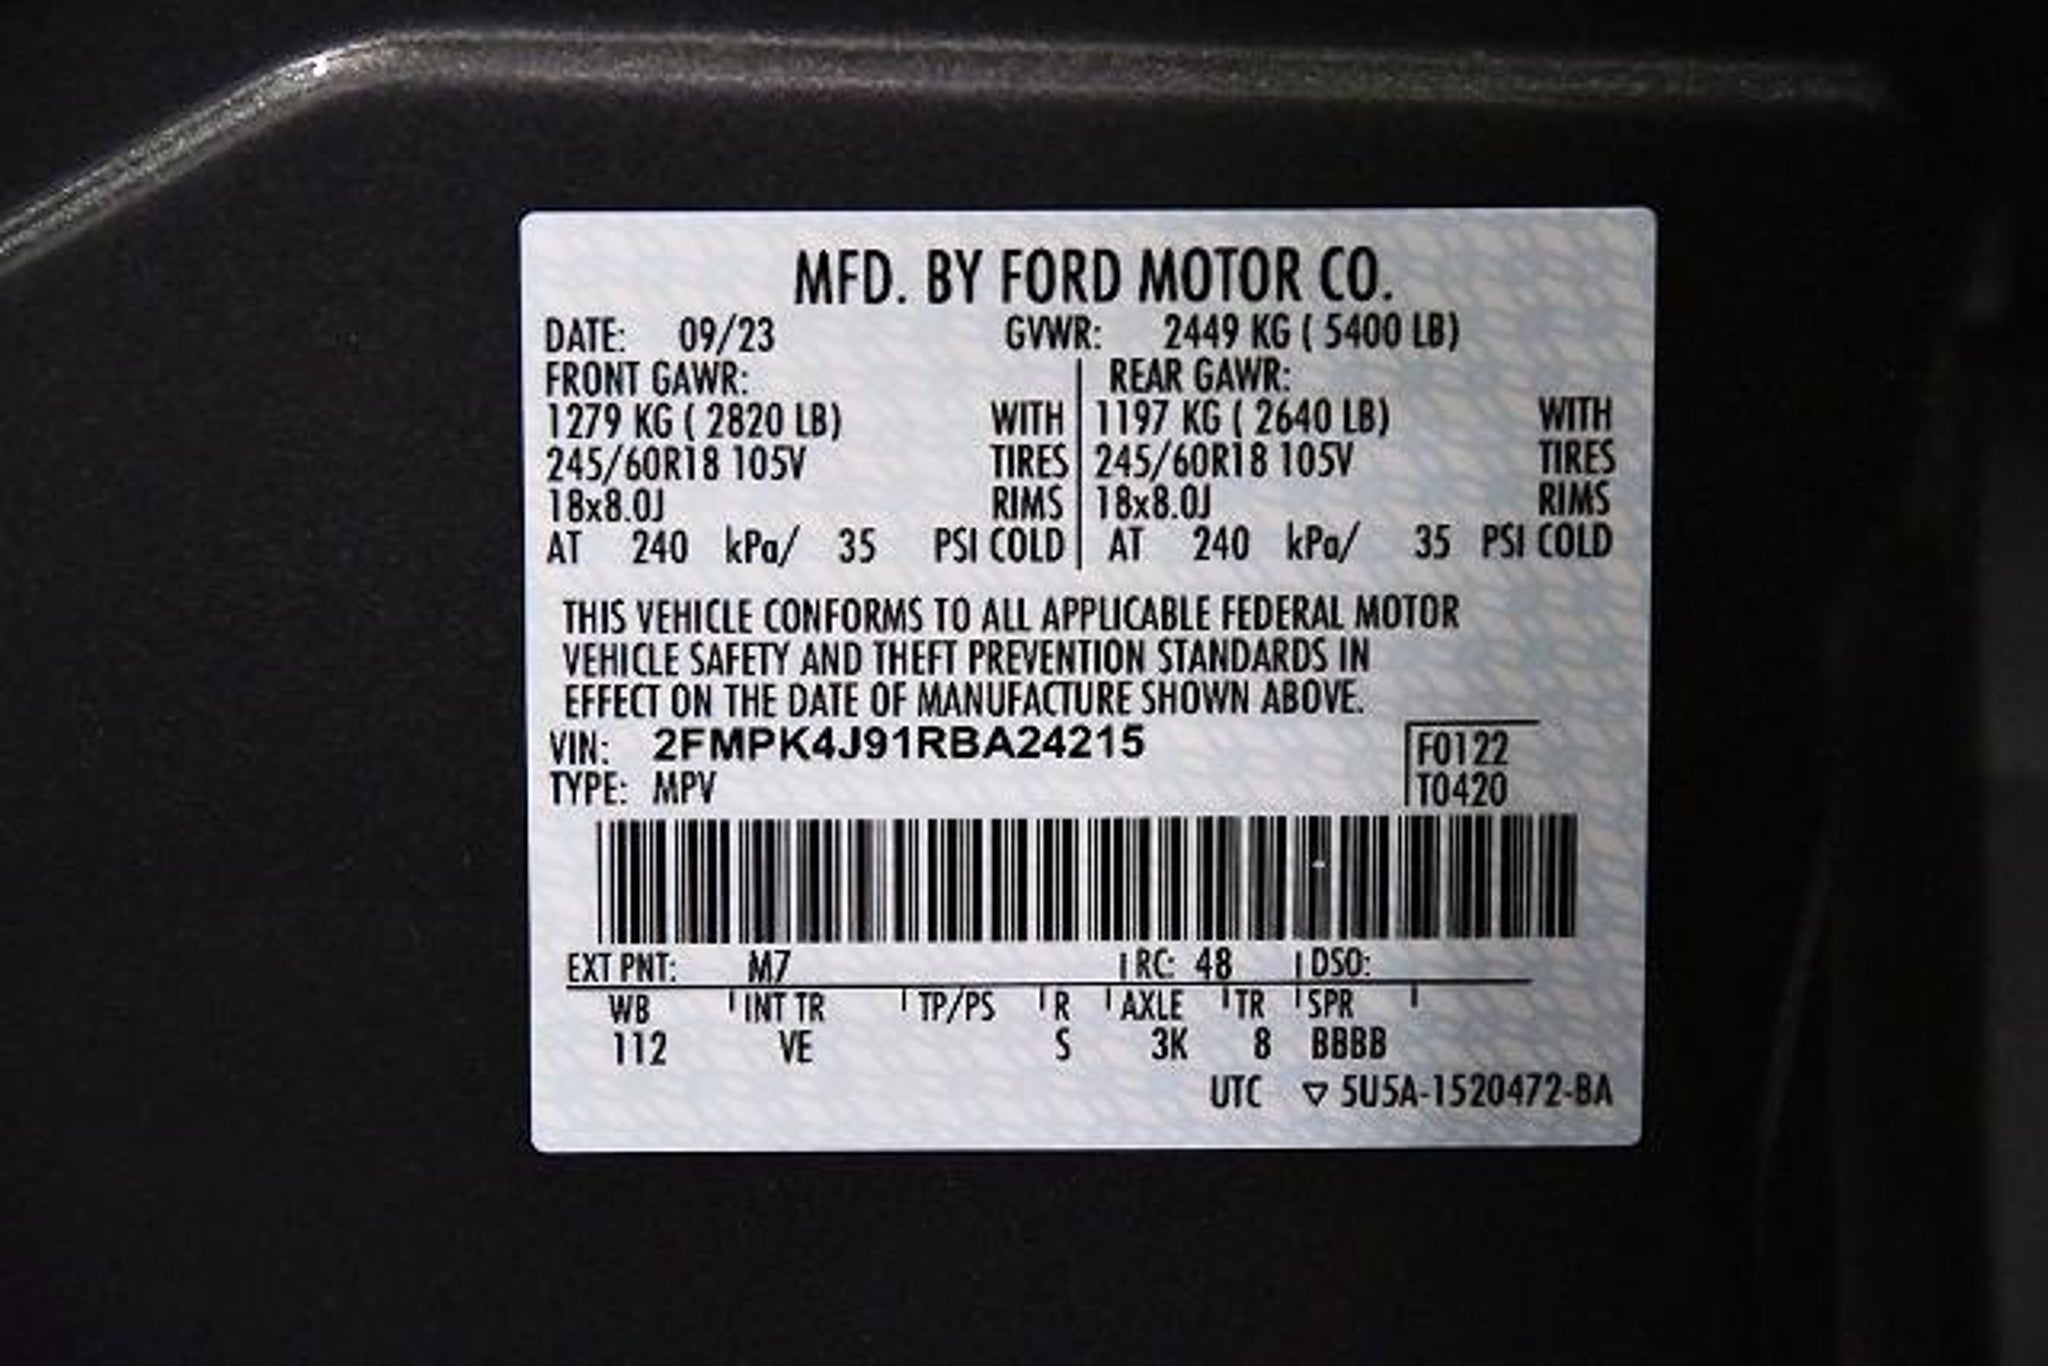 MFD. BY FORD MOTOR CO.
DATE: 09/23 GVWR: 2449 KG ( 5400 LB)
FRONT GAWR: REAR GAWR:
1279 KG ( 2820 LB) WITH 1197 KG ( 2640 LB) WITH
245/60R18 105V TIRES 245/60R18 105V TIRES
18x8.0J RIMS 18x8.0J RIMS
AT 240 kPa/ 35 PSI COLD AT 240 kPa/ 35 PSI COLD
THIS VEHICLE CONFORMS TO ALL APPLICABLE FEDERAL MOTOR
VEHICLE SAFETY AND THEFT PREVENTION STANDARDS IN
EFFECT ON THE DATE OF MANUFACTURE SHOWN ABOVE.
VIN: 2FMPK4J91RBA24215 F0122
TYPE: MPV T0420
EXT PNT: M7 RC: 48 DSO:
WB INT TR TP/PS R AXLE TR SPR
112 VE S 3K 8 BBBB
UTC ▽ 5U5A-1520472-BA